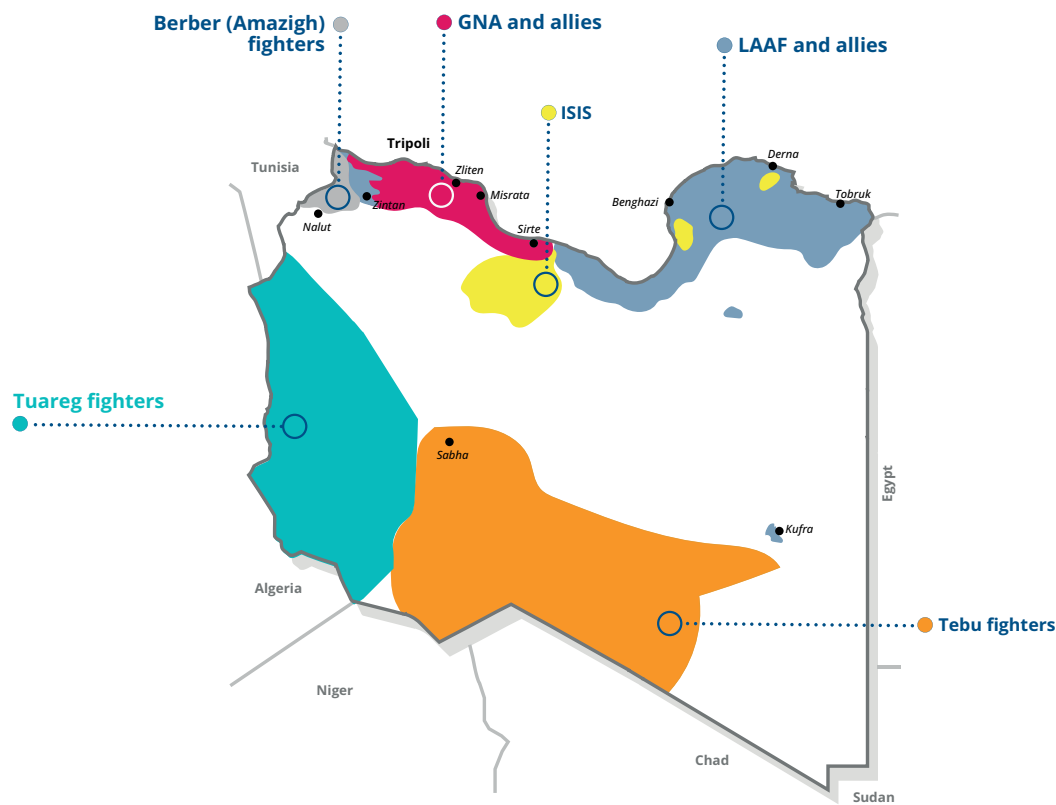 Berber (Amazigh)
fighters
GNA and allies
LAAF and allies
ISIS
Tunisia
Tripoli
Zliten
Misrata
Zintan
Nalut
Sirte
Benghazi
Derna
Tobruk
Tuareg fighters
Sabha
Egypt
Kufra
Algeria
Tebu fighters
Niger
Chad
Sudan